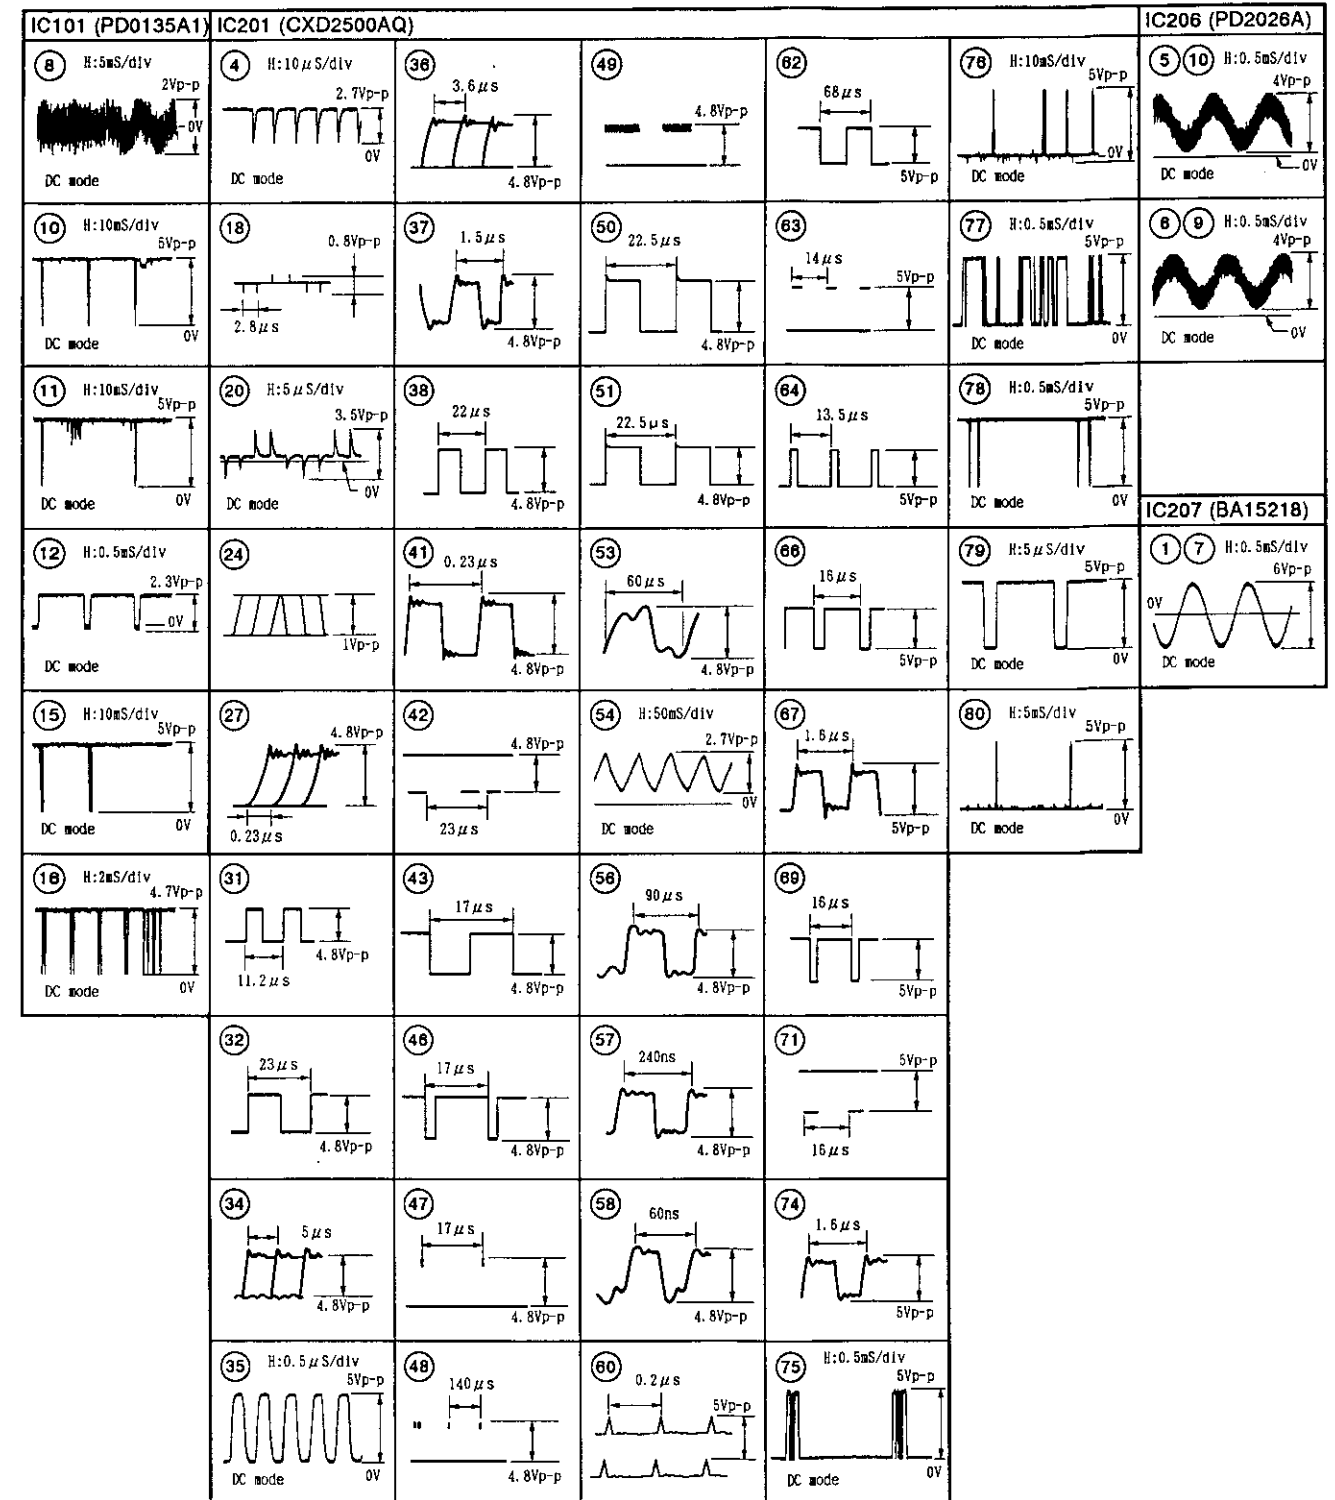 IC101 (PD0135A1)
8 H:5mS/div
2Vp-p
0V
DC mode
10 H:10mS/div
5Vp-p
0V
DC mode
11 H:10mS/div
5Vp-p
0V
DC mode
12 H:0.5mS/div
2.3Vp-p
0V
DC mode
15 H:10mS/div
5Vp-p
0V
DC mode
16 H:2mS/div
4.7Vp-p
0V
DC mode
IC201 (CXD2500AQ)
4 H:10μS/div
2.7Vp-p
0V
DC mode
18
0.8Vp-p
2.8μs
20 H:5μS/div
3.5Vp-p
0V
DC mode
24
1Vp-p
27
4.8Vp-p
0.23μs
31
4.8Vp-p
11.2μs
32
23μs
4.8Vp-p
34
5μs
4.8Vp-p
35 H:0.5μS/div
5Vp-p
0V
DC mode
36
3.6μs
4.8Vp-p
37
1.5μs
4.8Vp-p
38
22μs
4.8Vp-p
41
0.23μs
4.8Vp-p
42
4.8Vp-p
23μs
43
17μs
4.8Vp-p
46
17μs
4.8Vp-p
47
17μs
4.8Vp-p
48
140μs
4.8Vp-p
49
4.8Vp-p
50
22.5μs
4.8Vp-p
51
22.5μs
4.8Vp-p
53
60μs
4.8Vp-p
54 H:50mS/div
2.7Vp-p
0V
DC mode
56
90μs
4.8Vp-p
57
240ns
4.8Vp-p
58
60ns
4.8Vp-p
60
0.2μs
5Vp-p
62
68μs
5Vp-p
63
14μs
5Vp-p
64
13.5μs
5Vp-p
66
16μs
5Vp-p
67
1.6μs
5Vp-p
69
16μs
5Vp-p
71
5Vp-p
16μs
74
1.6μs
5Vp-p
75 H:0.5mS/div
5Vp-p
0V
DC mode
76 H:10mS/div
5Vp-p
0V
DC mode
77 H:0.5mS/div
5Vp-p
0V
DC mode
78 H:0.5mS/div
5Vp-p
0V
DC mode
79 H:5μS/div
5Vp-p
0V
DC mode
80 H:5mS/div
5Vp-p
0V
DC mode
IC206 (PD2026A)
5 10 H:0.5mS/div
4Vp-p
0V
DC mode
6 9 H:0.5mS/div
4Vp-p
0V
DC mode
IC207 (BA15218)
1 7 H:0.5mS/div
6Vp-p
0V
DC mode